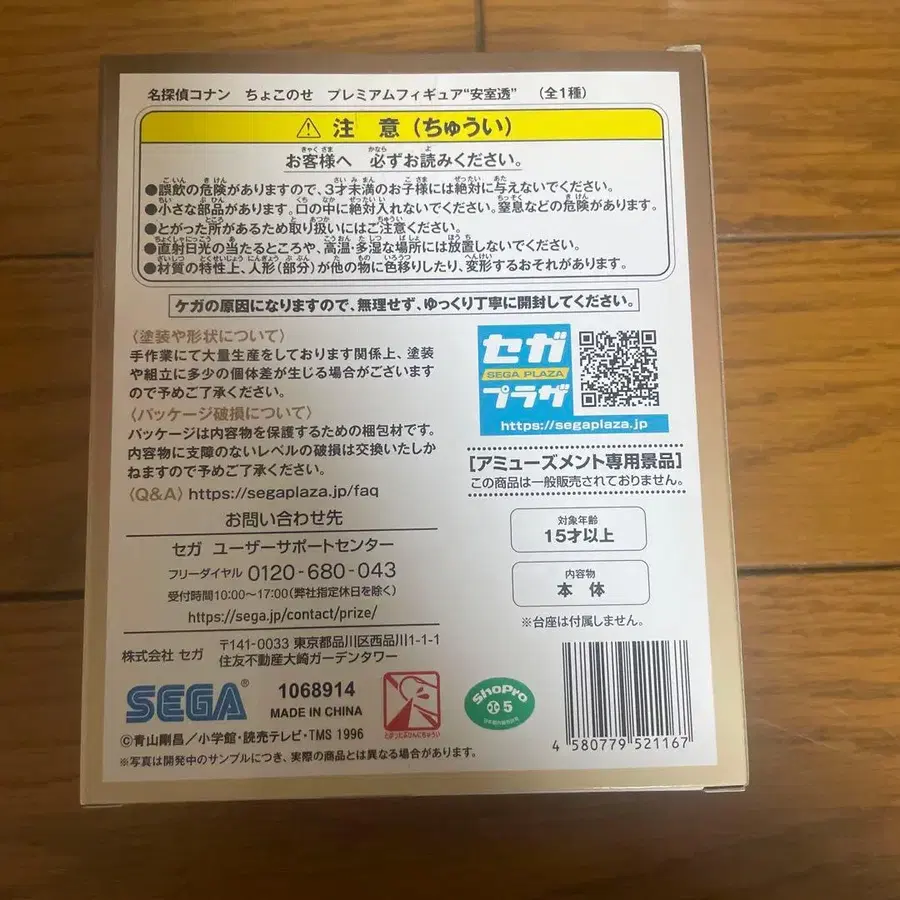 名探偵コナン ちょこのせ プレミアムフィギュア“安室透” (全1種)
⚠ 注 意 (ちゅうい)
お客様へ 必ずお読みください。
●誤飲の危険がありますので、3才未満のお子様には絶対に与えないでください。
●小さな部品があります。口の中に絶対入れないでください。窒息などの危険があります。
●とがった所があるため取り扱いにはご注意ください。
●直射日光の当たるところや、高温・多湿な場所には放置しないでください。
●材質の特性上、人形(部分)が他の物に色移りしたり、変形するおそれがあります。
ケガの原因になりますので、無理せず、ゆっくり丁寧に開封してください。
〈塗装や形状について〉
手作業にて大量生産をしております関係上、塗装
や組立に多少の個体差が生じる場合がございます
ので予めご了承ください。
〈パッケージ破損について〉
パッケージは内容物を保護するための梱包材です。
内容物に支障のないレベルの破損は交換いたしか
ねますので予めご了承ください。
〈Q&A〉https://segaplaza.jp/faq
お問い合わせ先
セガ ユーザーサポートセンター
フリーダイヤル 0120-680-043
受付時間10:00〜17:00(弊社指定休日を除く)
https://sega.jp/contact/prize/
株式会社 セガ
〒141-0033 東京都品川区西品川1-1-1
住友不動産大崎ガーデンタワー
セガ
SEGA PLAZA
プラザ
https://segaplaza.jp
[アミューズメント専用景品]
この商品は一般販売されておりません。
対象年齢
15才以上
内容物
本 体
※台座は付属しません。
SEGA®
1068914
MADE IN CHINA
とがったぶひんにちゅうい
ShoPro
5
4 580779 521167
©青山剛昌/小学館・読売テレビ・TMS 1996
※写真は開発中のサンプルにつき、実際の商品とは異なる場合があります。